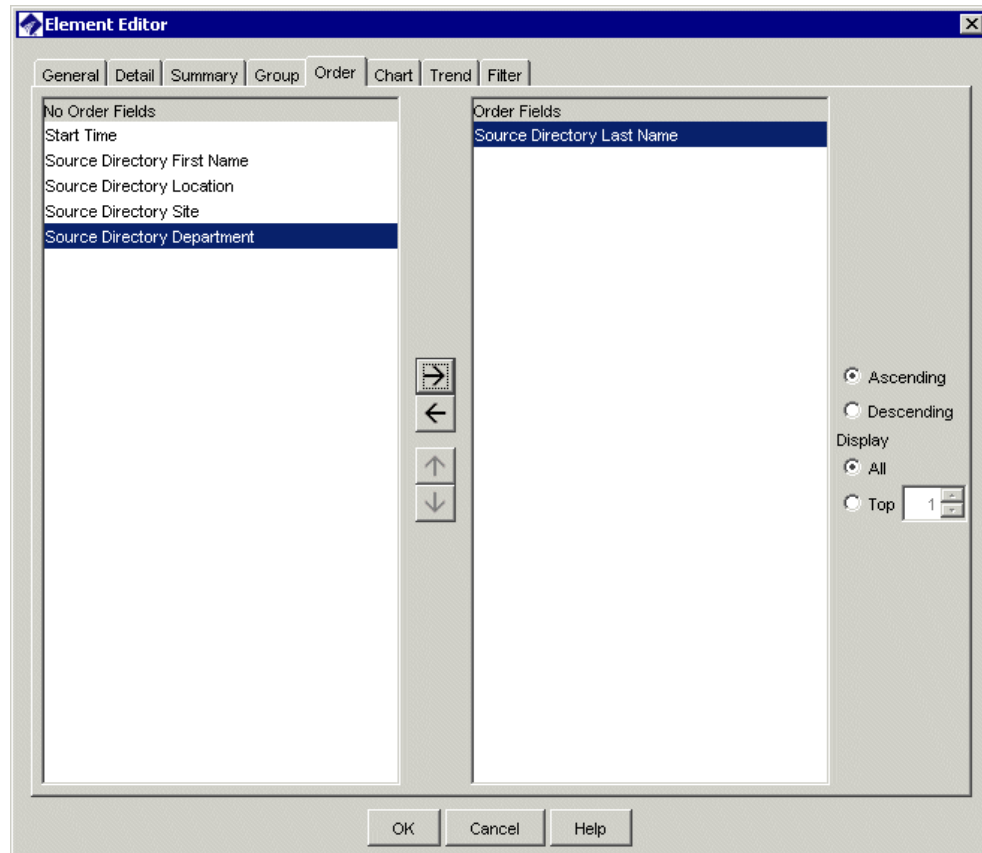 Element Editor
General Detail Summary Group Order Chart Trend Filter
No Order Fields
Start Time
Source Directory First Name
Source Directory Location
Source Directory Site
Source Directory Department
Order Fields
Source Directory Last Name
Ascending
Descending
Display
All
Top 1
OK Cancel Help